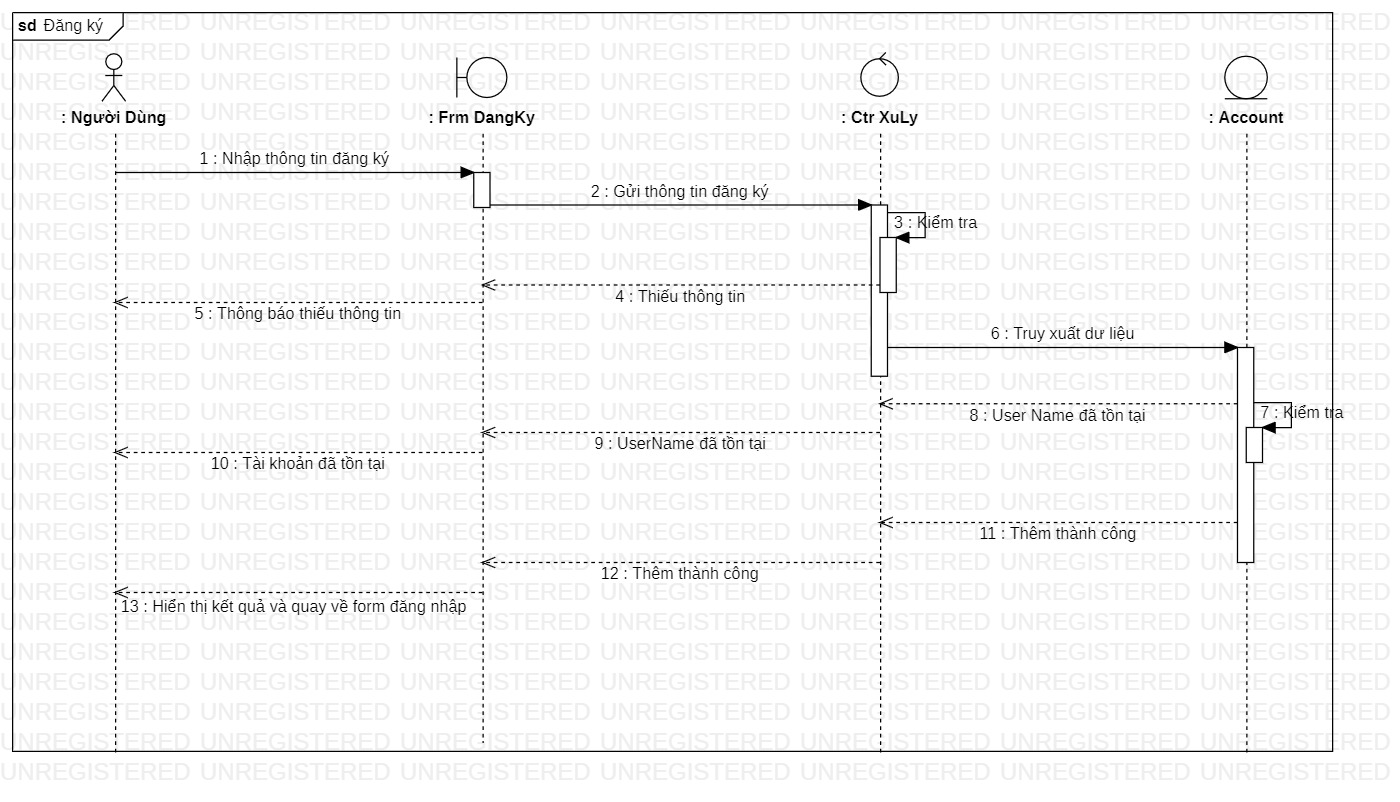 sd Đăng ký
: Người Dùng
: Frm DangKy
: Ctr XuLy
: Account
1 : Nhập thông tin đăng ký
2 : Gửi thông tin đăng ký
3 : Kiểm tra
4 : Thiếu thông tin
5 : Thông báo thiếu thông tin
6 : Truy xuất dư liệu
7 : Kiểm tra
8 : User Name đã tồn tại
9 : UserName đã tồn tại
10 : Tài khoản đã tồn tại
11 : Thêm thành công
12 : Thêm thành công
13 : Hiển thị kết quả và quay về form đăng nhập
UNREGISTERED